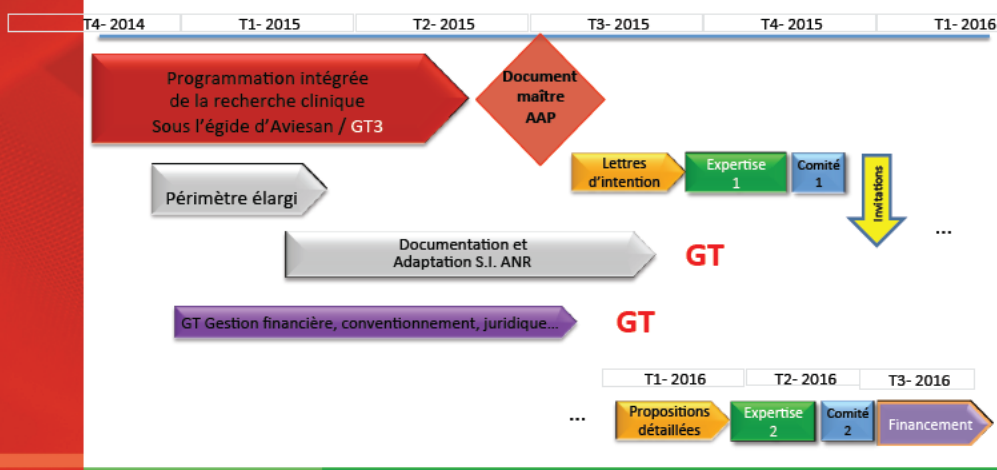 T4- 2014 T1- 2015 T2- 2015 T3- 2015 T4- 2015 T1- 2016
Programmation intégrée
de la recherche clinique
Sous l'égide d'Aviesan / GT3
Document
maître
AAP
Lettres
d'intention
Expertise
1
Comité
1
Invitations
Périmètre élargi
...
Documentation et
Adaptation S.I. ANR
GT
GT Gestion financière, conventionnement, juridique...
GT
T1- 2016 T2- 2016 T3- 2016
...
Propositions
détaillées
Expertise
2
Comité
2
Financement